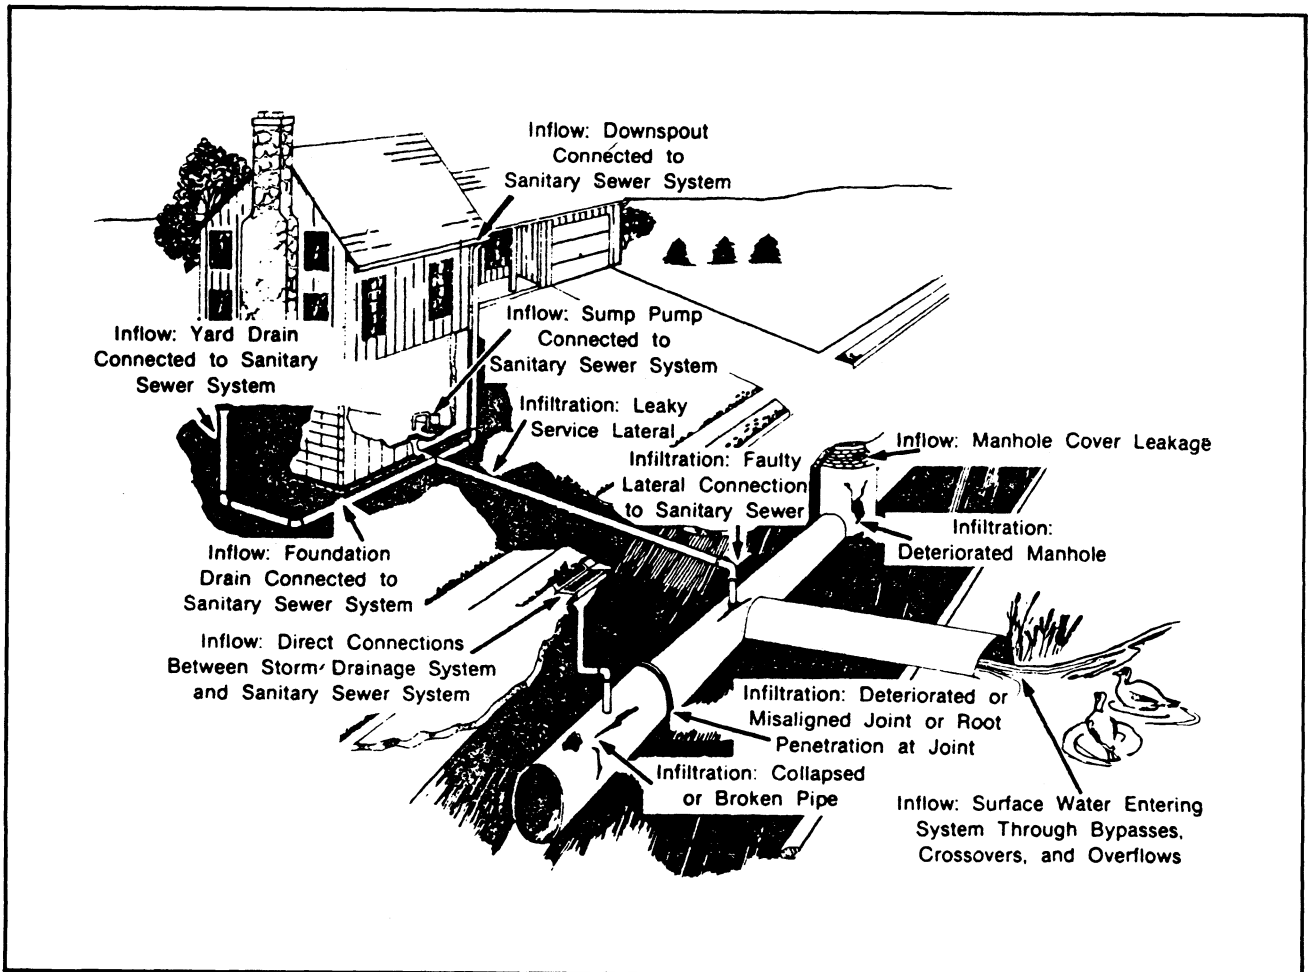 Inflow: Downspout
Connected to
Sanitary Sewer System
Inflow: Yard Drain
Connected to Sanitary
Sewer System
Inflow: Sump Pump
Connected to
Sanitary Sewer System
Infiltration: Leaky
Service Lateral
Infiltration: Faulty
Lateral Connection
to Sanitary Sewer
Inflow: Manhole Cover Leakage
Infiltration:
Deteriorated Manhole
Inflow: Foundation
Drain Connected to
Sanitary Sewer System
Inflow: Direct Connections
Between Storm Drainage System
and Sanitary Sewer System
Infiltration: Deteriorated or
Misaligned Joint or Root
Penetration at Joint
Infiltration: Collapsed
or Broken Pipe
Inflow: Surface Water Entering
System Through Bypasses,
Crossovers, and Overflows